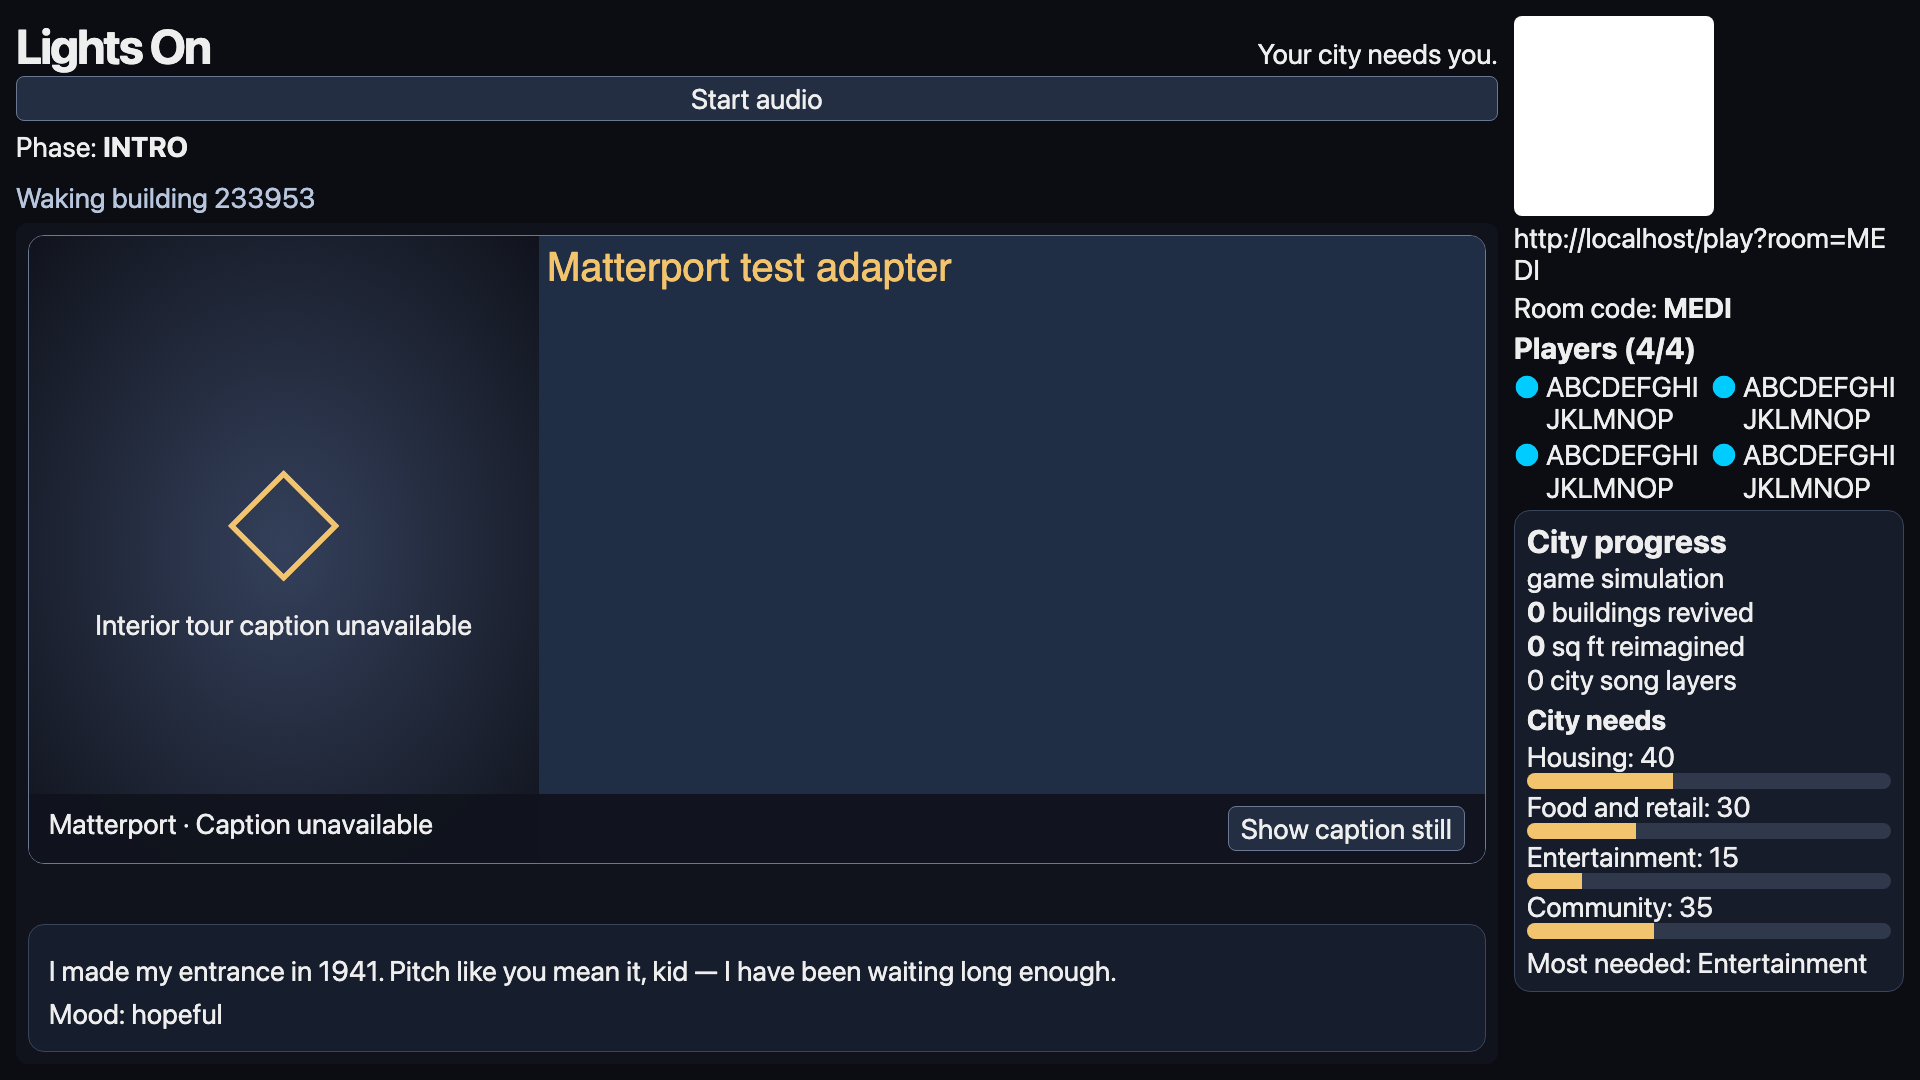 Lights On
Your city needs you.
Start audio
Phase: INTRO
Waking building 233953
Matterport test adapter
Interior tour caption unavailable
Matterport · Caption unavailable
Show caption still
I made my entrance in 1941. Pitch like you mean it, kid — I have been waiting long enough.
Mood: hopeful
http://localhost/play?room=ME
DI
Room code: MEDI
Players (4/4)
ABCDEFGHI
JKLMNOP
ABCDEFGHI
JKLMNOP
ABCDEFGHI
JKLMNOP
ABCDEFGHI
JKLMNOP
City progress
game simulation
0 buildings revived
0 sq ft reimagined
0 city song layers
City needs
Housing: 40
Food and retail: 30
Entertainment: 15
Community: 35
Most needed: Entertainment